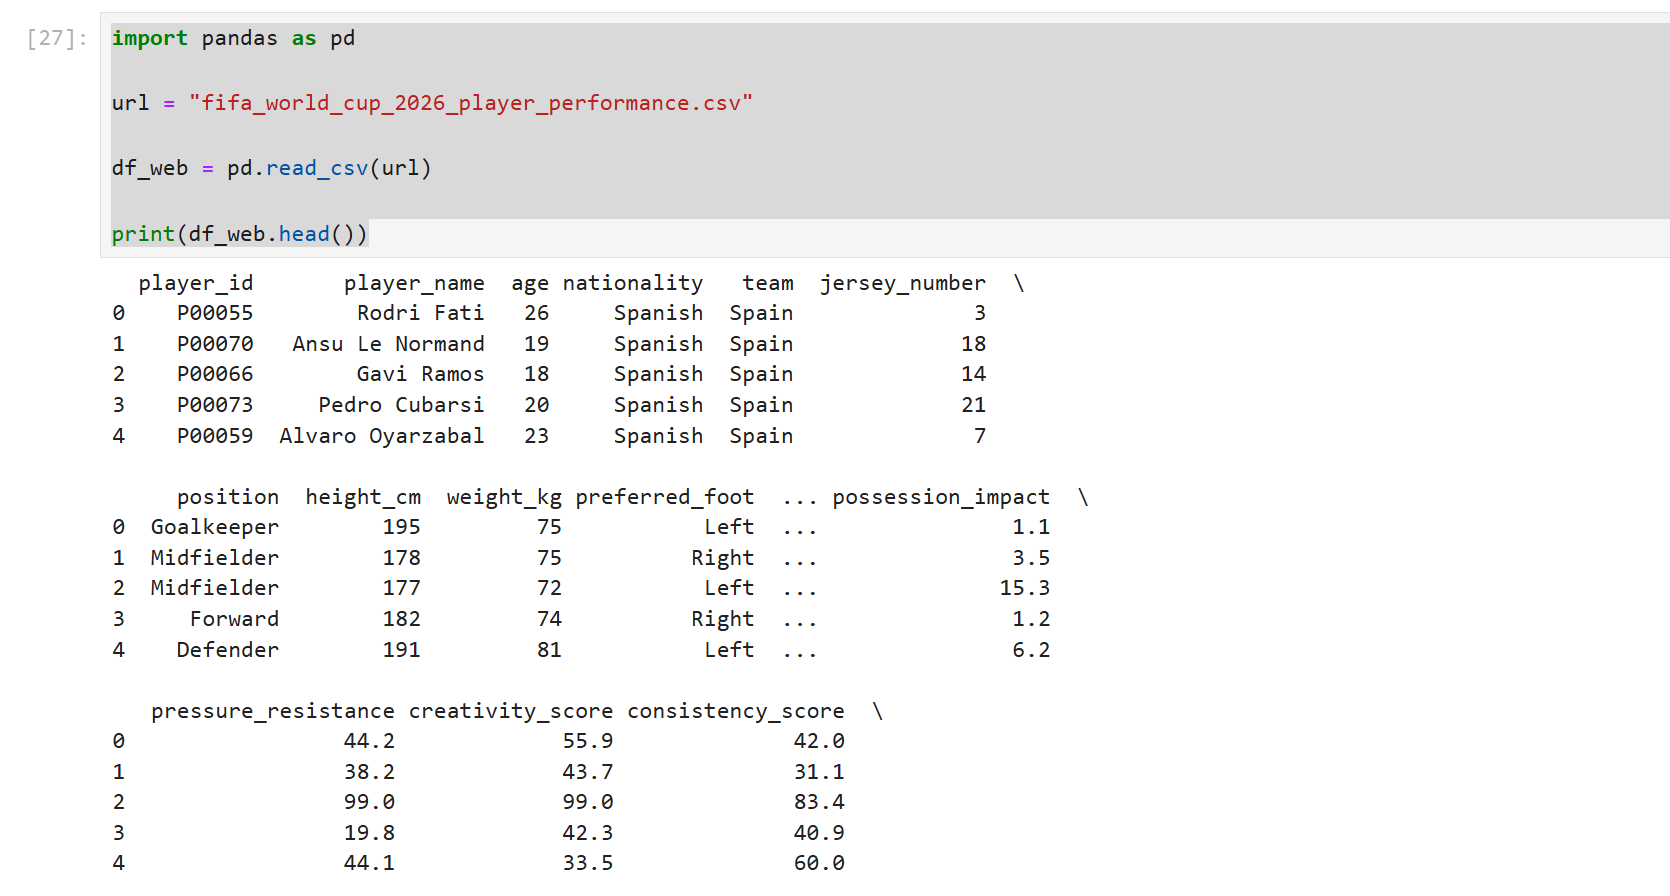 [27]: import pandas as pd
url = "fifa_world_cup_2026_player_performance.csv"
df_web = pd.read_csv(url)
print(df_web.head())
  player_id       player_name  age nationality   team  jersey_number  \
0    P00055        Rodri Fati   26     Spanish  Spain              3
1    P00070   Ansu Le Normand   19     Spanish  Spain             18
2    P00066        Gavi Ramos   18     Spanish  Spain             14
3    P00073     Pedro Cubarsi   20     Spanish  Spain             21
4    P00059  Alvaro Oyarzabal   23     Spanish  Spain              7
     position  height_cm  weight_kg preferred_foot  ... possession_impact  \
0  Goalkeeper        195         75           Left  ...               1.1
1  Midfielder        178         75          Right  ...               3.5
2  Midfielder        177         72           Left  ...              15.3
3     Forward        182         74          Right  ...               1.2
4    Defender        191         81           Left  ...               6.2
   pressure_resistance creativity_score consistency_score  \
0                 44.2             55.9              42.0
1                 38.2             43.7              31.1
2                 99.0             99.0              83.4
3                 19.8             42.3              40.9
4                 44.1             33.5              60.0